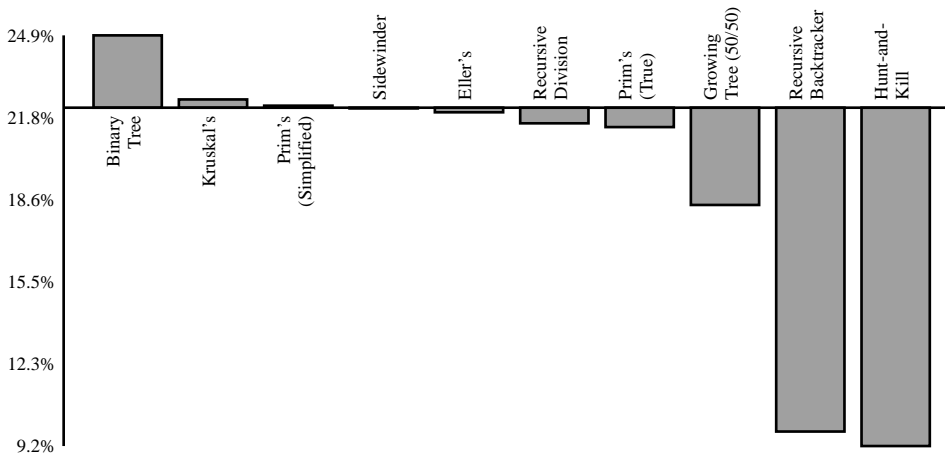 24.9%
21.8%
18.6%
15.5%
12.3%
9.2%
Binary
Tree
Kruskal's
Prim's
(Simplified)
Sidewinder
Eller's
Recursive
Division
Prim's
(True)
Growing
Tree (50/50)
Recursive
Backtracker
Hunt-and-
Kill